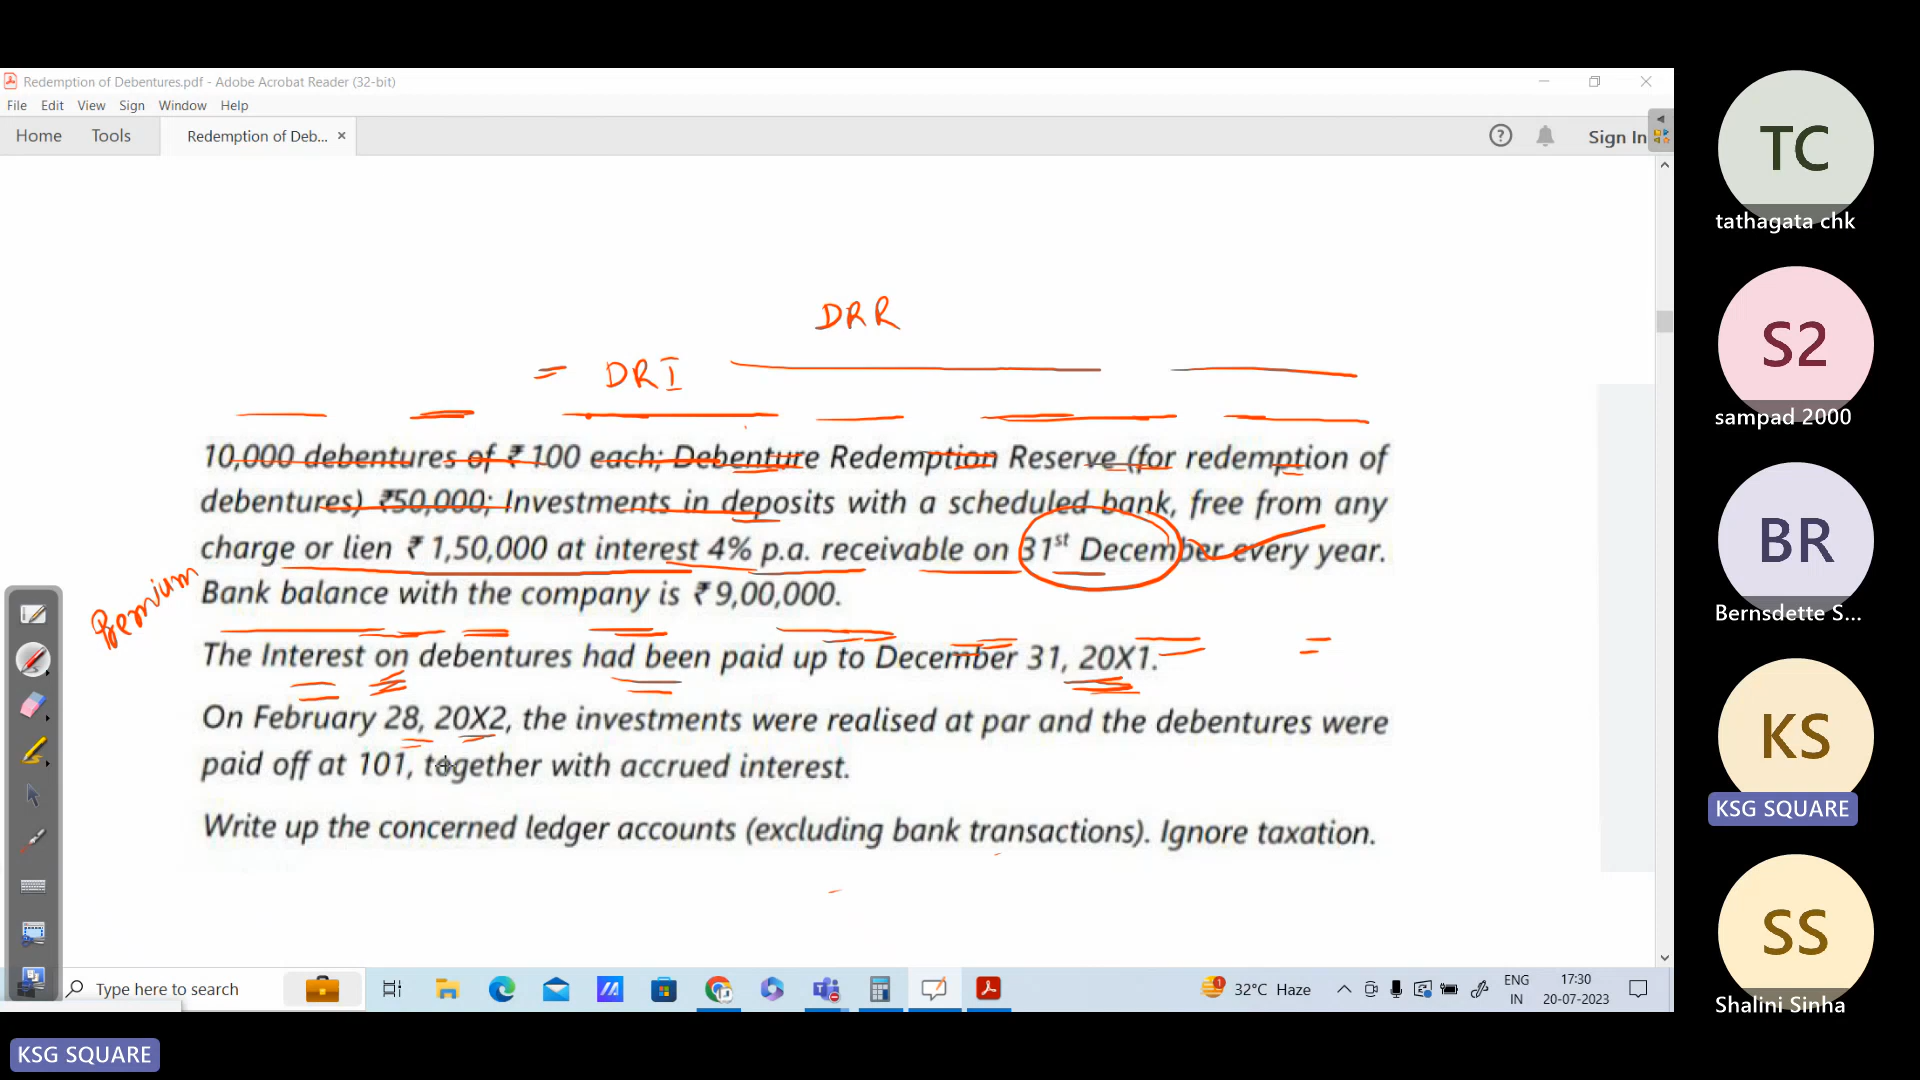 Redemption of Debentures.pdf - Adobe Acrobat Reader (32-bit)
File Edit View Sign Window Help
Home Tools Redemption of Deb... × Sign In
DRR
= DRI
10,000 debentures of ₹ 100 each; Debenture Redemption Reserve (for redemption of
debentures) ₹50,000; Investments in deposits with a scheduled bank, free from any
charge or lien ₹ 1,50,000 at interest 4% p.a. receivable on 31st December every year.
Bank balance with the company is ₹ 9,00,000.
Premium
The Interest on debentures had been paid up to December 31, 20X1.
On February 28, 20X2, the investments were realised at par and the debentures were
paid off at 101, together with accrued interest.
Write up the concerned ledger accounts (excluding bank transactions). Ignore taxation.
Type here to search
32°C Haze
ENG
IN
17:30
20-07-2023
TC
tathagata chk
S2
sampad 2000
BR
Bernsdette S...
KS
KSG SQUARE
SS
Shalini Sinha
KSG SQUARE